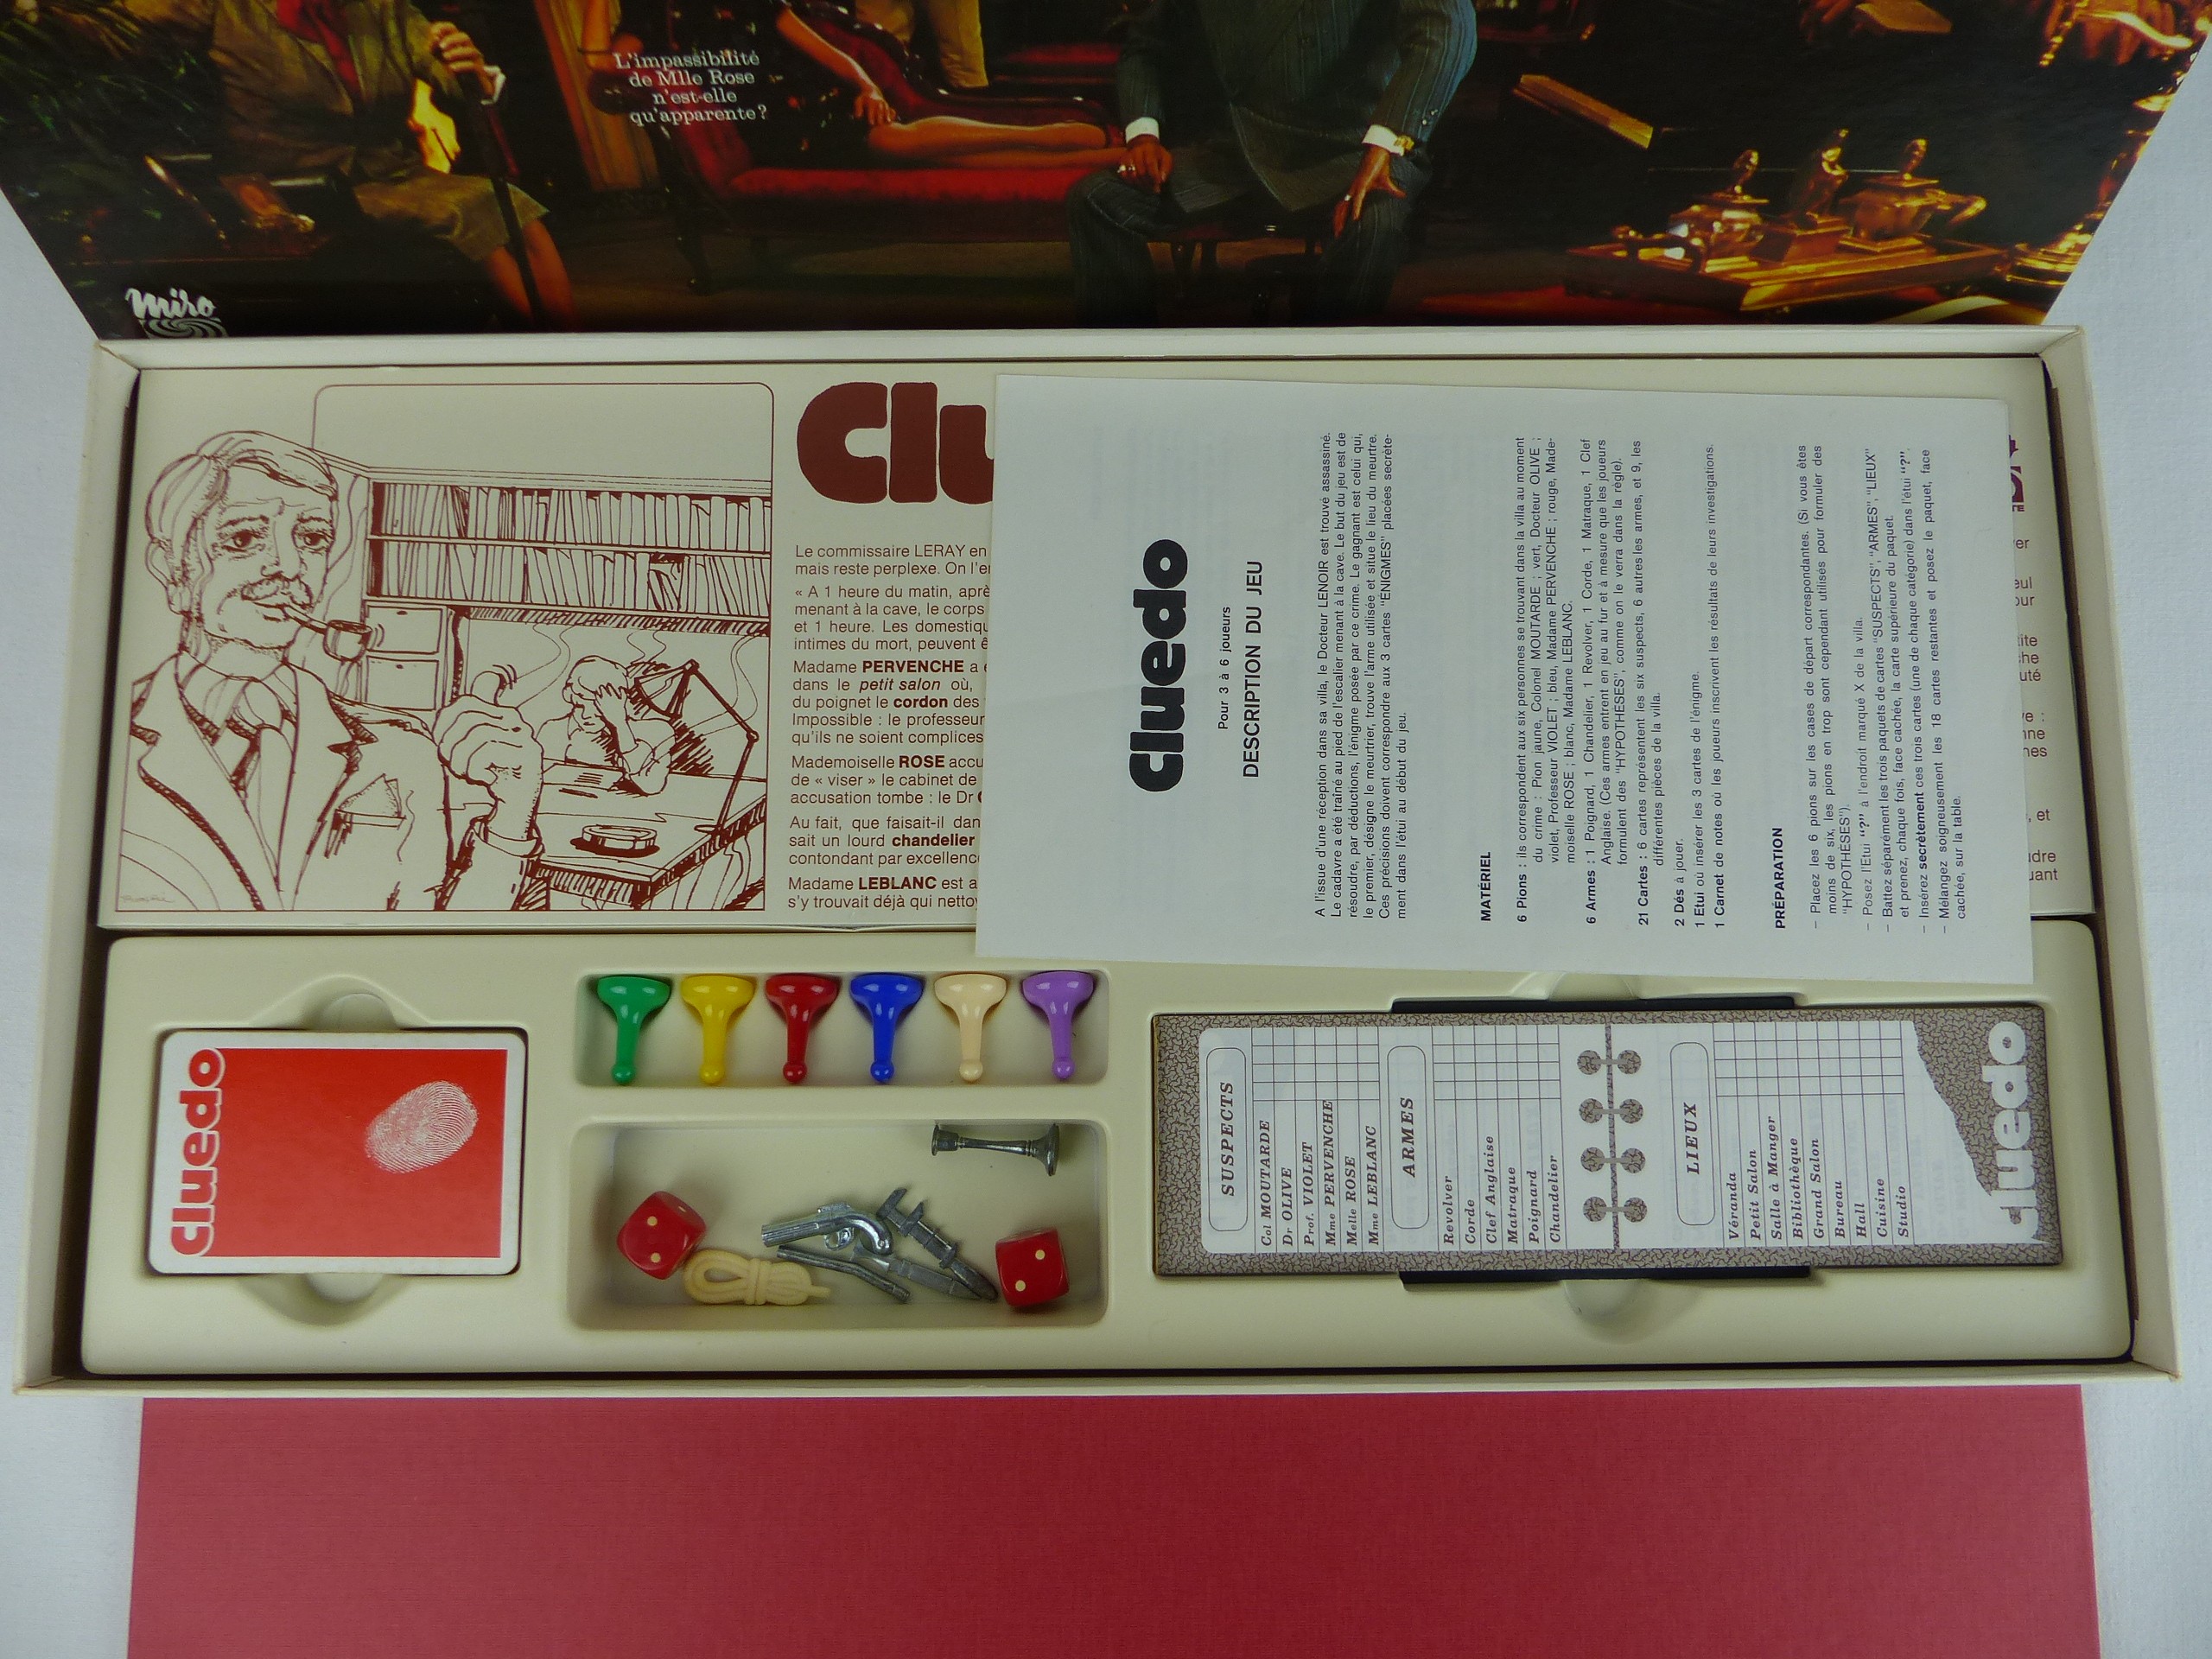 L'impassibilité
de Mlle Rose
n'est-elle
qu'apparente?
Miro
Clu
Le commissaire LERAY en
mais reste perplexe. On l'e
« A 1 heure du matin, aprè
menant à la cave, le corps
et 1 heure. Les domestiqu
intimes du mort, peuvent ê
Madame PERVENCHE a
dans le petit salon où,
du poignet le cordon des
Impossible : le professeur
qu'ils ne soient complices
Mademoiselle ROSE accu
de « viser » le cabinet de
accusation tombe : le Dr
Au fait, que faisait-il dan
sait un lourd chandelier
contondant par excellence
Madame LEBLANC est a
s'y trouvait déjà qui nettoy
Cluedo
Pour 3 à 6 joueurs
DESCRIPTION DU JEU
A l'issue d'une réception dans sa villa, le Docteur LENOIR est trouvé assassiné.
Le cadavre a été traîné au pied de l'escalier menant à la cave. Le but du jeu est de
résoudre, par déductions, l'énigme posée par ce crime. Le gagnant est celui qui,
le premier, désigne le meurtrier, trouve l'arme utilisée et situe le lieu du meurtre.
Ces précisions doivent correspondre aux 3 cartes "ENIGMES" placées secrète-
ment dans l'étui au début du jeu.
MATÉRIEL
6 Pions : ils correspondent aux six personnes se trouvant dans la villa au moment
du crime : Pion jaune, Colonel MOUTARDE ; vert, Docteur OLIVE ;
violet, Professeur VIOLET ; bleu, Madame PERVENCHE ; rouge, Made-
moiselle ROSE ; blanc, Madame LEBLANC.
6 Armes : 1 Poignard, 1 Chandelier, 1 Revolver, 1 Corde, 1 Matraque, 1 Clef
Anglaise. (Ces armes entrent en jeu au fur et à mesure que les joueurs
formulent des "HYPOTHÈSES", comme on le verra dans la règle).
21 Cartes : 6 cartes représentent les six suspects, 6 autres les armes, et 9, les
différentes pièces de la villa.
2 Dés à jouer.
1 Etui où insérer les 3 cartes de l'énigme.
1 Carnet de notes où les joueurs inscrivent les résultats de leurs investigations.
PRÉPARATION
– Placez les 6 pions sur les cases de départ correspondantes. (Si vous êtes
moins de six, les pions en trop sont cependant utilisés pour formuler des
"HYPOTHÈSES").
– Posez l'Etui "?" à l'endroit marqué X de la villa.
– Battez séparément les trois paquets de cartes "SUSPECTS", "ARMES", "LIEUX"
et prenez, chaque fois, face cachée, la carte supérieure du paquet.
– Insérez secrètement ces trois cartes (une de chaque catégorie) dans l'étui "?".
– Mélangez soigneusement les 18 cartes restantes et posez le paquet, face
cachée, sur la table.
Cluedo
SUSPECTS
Col MOUTARDE
Dr OLIVE
Prof. VIOLET
Mme PERVENCHE
Melle ROSE
Mme LEBLANC
ARMES
Revolver
Corde
Clef Anglaise
Matraque
Poignard
Chandelier
LIEUX
Véranda
Petit Salon
Salle à Manger
Bibliothèque
Grand Salon
Bureau
Hall
Cuisine
Studio
Cluedo